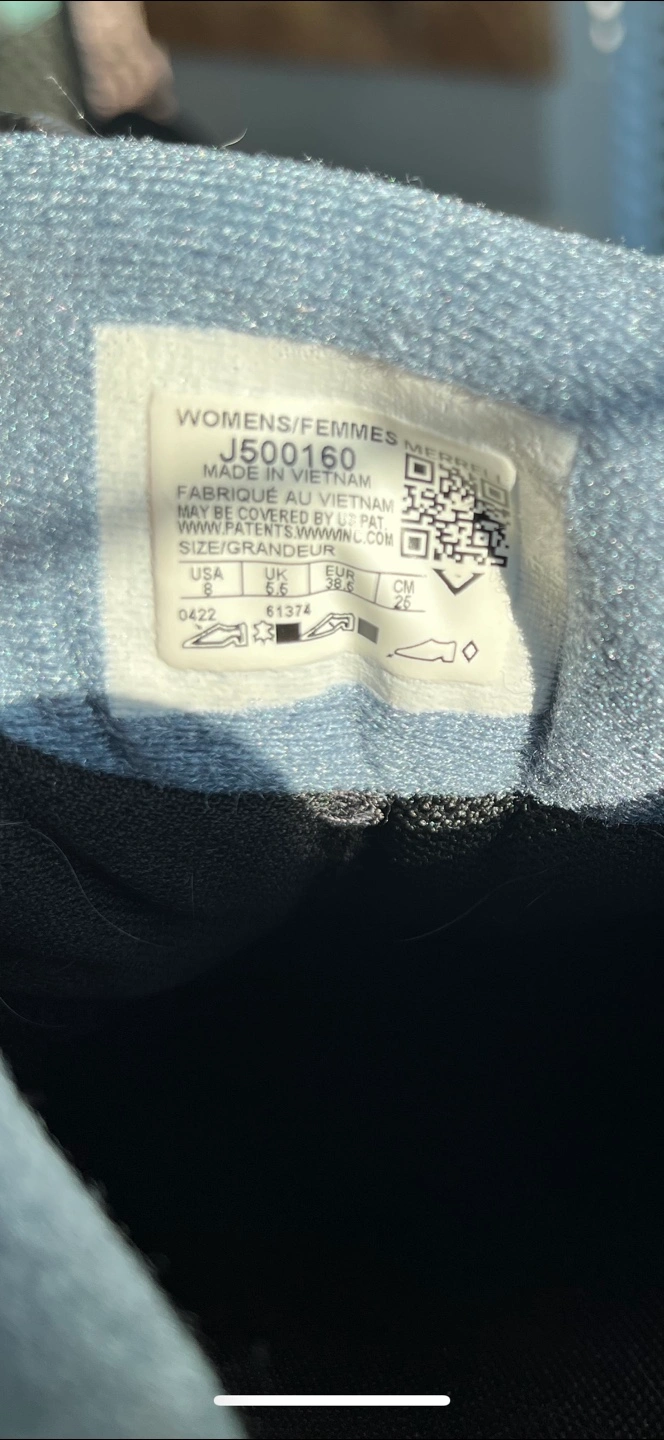 WOMENS/FEMMES
MERRELL
J500160
MADE IN VIETNAM
FABRIQUÉ AU VIETNAM
MAY BE COVERED BY US PAT.
WWW.PATENTS.WWWINC.COM
SIZE/GRANDEUR
USA UK EUR CM
8 5.5 38.5 25
0422 61374